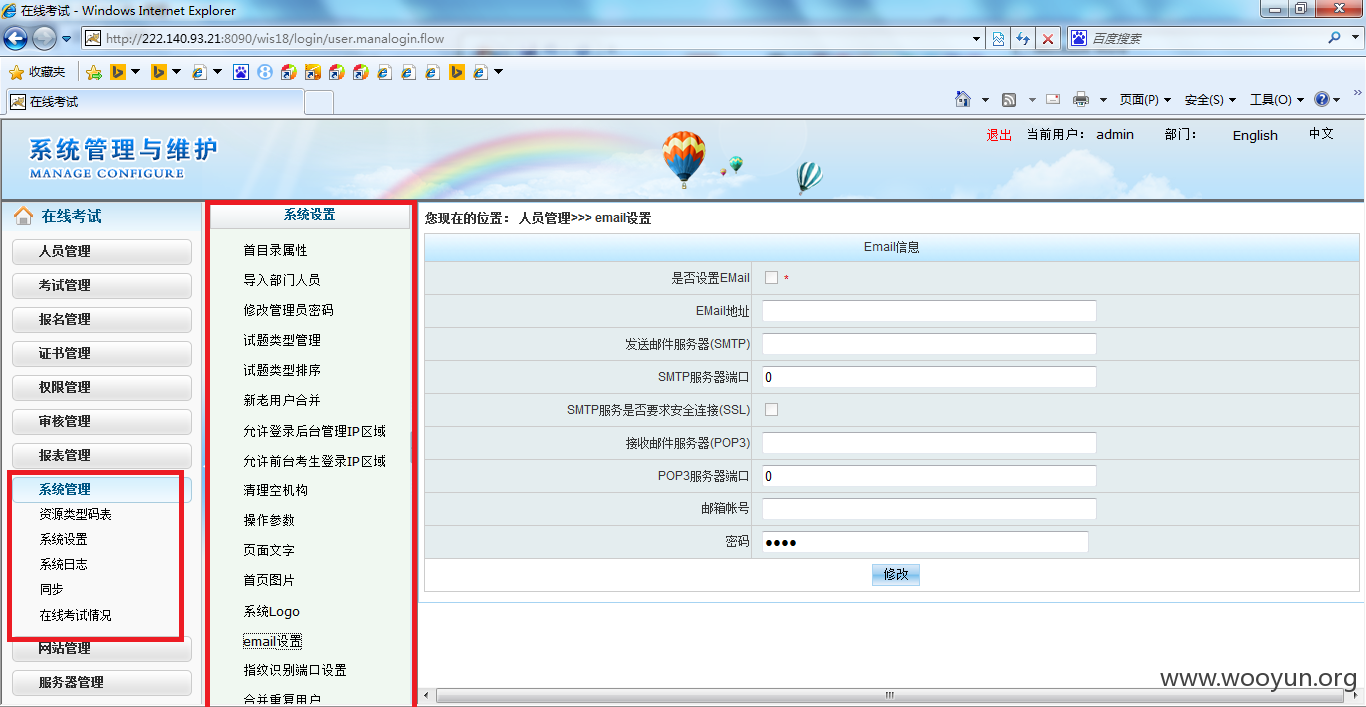 在线考试 - Windows Internet Explorer
http://222.140.93.21:8090/wis18/login/user.manalogin.flow
百度搜索
收藏夹
在线考试
页面(P)
安全(S)
工具(O)
系统管理与维护
MANAGE CONFIGURE
退出 当前用户： admin 部门： English 中文
在线考试
人员管理
考试管理
报名管理
证书管理
权限管理
审核管理
报表管理
系统管理
资源类型码表
系统设置
系统日志
同步
在线考试情况
网站管理
服务器管理
系统设置
首目录属性
导入部门人员
修改管理员密码
试题类型管理
试题类型排序
新老用户合并
允许登录后台管理IP区域
允许前台考生登录IP区域
清理空机构
操作参数
页面文字
首页图片
系统Logo
email设置
指纹识别端口设置
合并重复用户
您现在的位置： 人员管理>>> email设置
Email信息
是否设置EMail *
EMail地址
发送邮件服务器(SMTP)
SMTP服务器端口 0
SMTP服务是否要求安全连接(SSL)
接收邮件服务器(POP3)
POP3服务器端口 0
邮箱帐号
密码 ●●●●
修改
www.wooyun.org